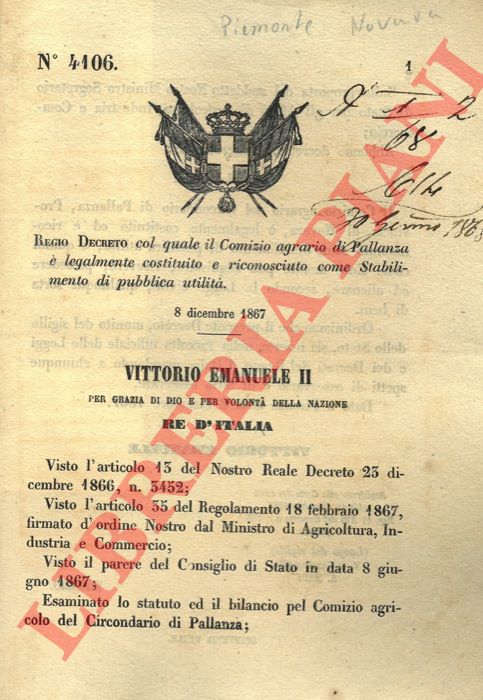 Piemonte Novara
N° 4106.
1
N 1 2
68
30 1868
REGIO DECRETO col quale il Comizio agrario di Pallanza
è legalmente costituito e riconosciuto come Stabili-
mento di pubblica utilità.
8 dicembre 1867
VITTORIO EMANUELE II
PER GRAZIA DI DIO E PER VOLONTÀ DELLA NAZIONE
RE D'ITALIA
Visto l'articolo 13 del Nostro Reale Decreto 23 di-
cembre 1866, n. 3452;
Visto l'articolo 35 del Regolamento 18 febbraio 1867,
firmato d'ordine Nostro dal Ministro di Agricoltura, In-
dustria e Commercio;
Visto il parere del Consiglio di Stato in data 8 giu-
gno 1867;
Esaminato lo statuto ed il bilancio pel Comizio agri-
colo del Circondario di Pallanza;
LIBRERIA PIANI